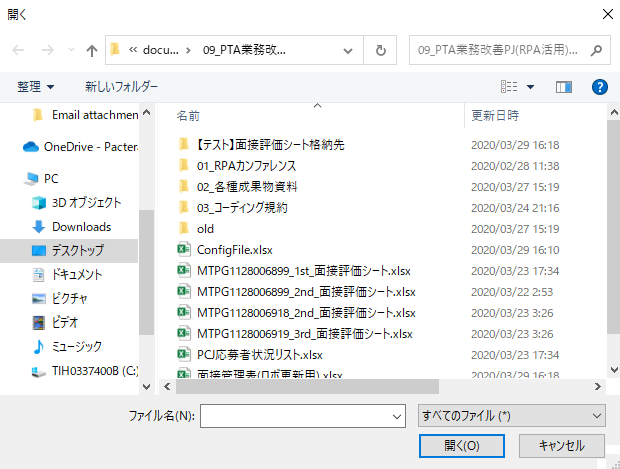 開く
« docu... 09_PTA業務改... 09_PTA業務改善PJ(RPA活用)...
整理 新しいフォルダー
名前 更新日時
Email attachmen
OneDrive - Pacter
PC
3D オブジェクト
Downloads
デスクトップ
ドキュメント
ピクチャ
ビデオ
ミュージック
TIH0337400B (C:)
【テスト】面接評価シート格納先 2020/03/29 16:18
01_RPAカンファレンス 2020/02/28 11:38
02_各種成果物資料 2020/03/27 15:19
03_コーディング規約 2020/03/24 21:16
old 2020/03/27 15:19
ConfigFile.xlsx 2020/03/29 16:10
MTPG1128006899_1st_面接評価シート.xlsx 2020/03/23 17:34
MTPG1128006899_2nd_面接評価シート.xlsx 2020/03/22 2:53
MTPG1128006918_2nd_面接評価シート.xlsx 2020/03/23 3:26
MTPG1128006919_3rd_面接評価シート.xlsx 2020/03/23 3:26
PCJ応募者状況リスト.xlsx 2020/03/23 17:34
面接管理表(ロボ更新用).xlsx 2020/03/29 16:18
ファイル名(N): すべてのファイル (*)
開く(O) キャンセル